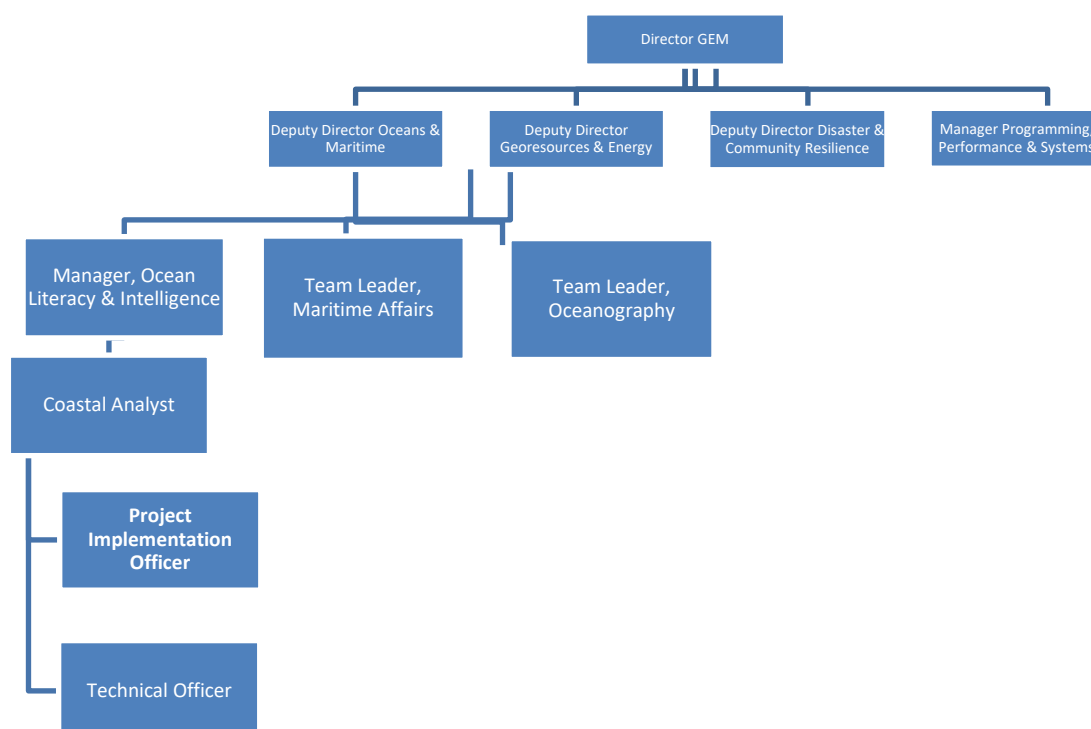 Director GEM
Deputy Director Oceans &
Maritime
Deputy Director
Georesources & Energy
Deputy Director Disaster &
Community Resilience
Manager Programming,
Performance & Systems
Manager, Ocean
Literacy & Intelligence
Team Leader,
Maritime Affairs
Team Leader,
Oceanography
Coastal Analyst
Project
Implementation
Officer
Technical Officer